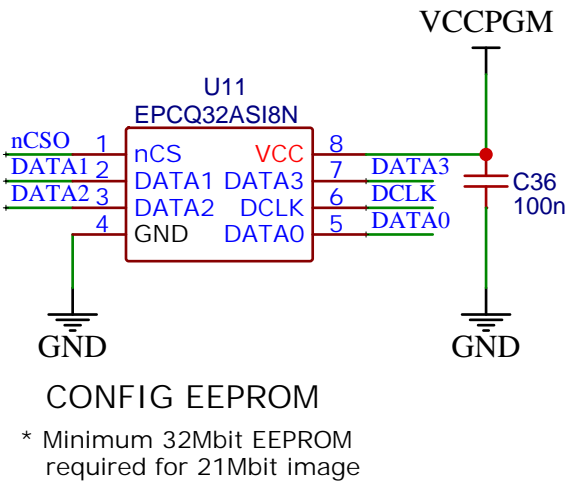 VCCPGM
U11
EPCQ32ASI8N
nCSO 1 nCS VCC 8
DATA1 2 DATA1 DATA3 7 DATA3
DATA2 3 DATA2 DCLK 6 DCLK
4 GND DATA0 5 DATA0
C36
100n
GND GND
CONFIG EEPROM
* Minimum 32Mbit EEPROM
required for 21Mbit image